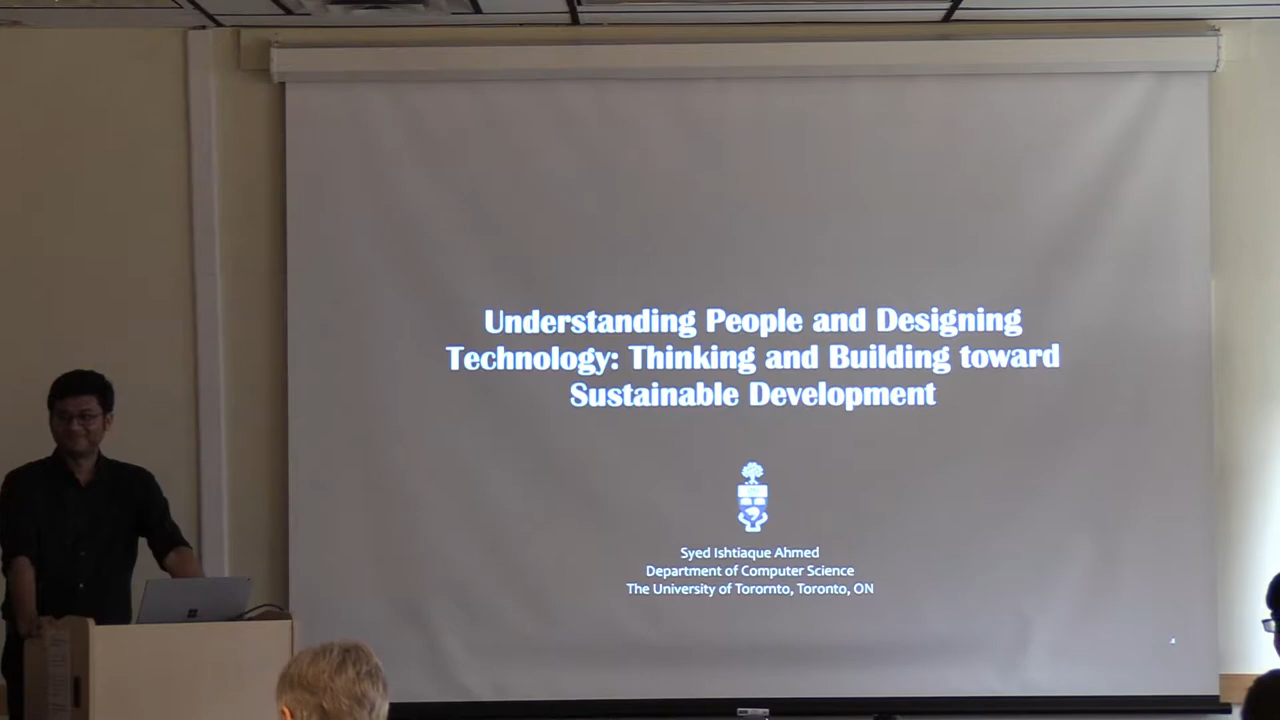 Understanding People and Designing
Technology: Thinking and Building toward
Sustainable Development
Syed Ishtiaque Ahmed
Department of Computer Science
The University of Torornto, Toronto, ON